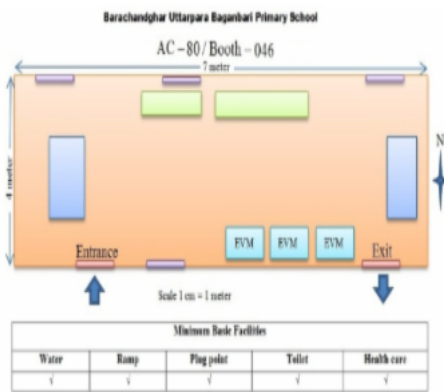 Barachandghar Uttarpara Baganbari Primary School
AC – 80 / Booth – 046
7 meter
4 meter
N
EVM EVM EVM
Entrance
Exit
Scale 1 cm = 1 meter
Minimum Basic Facilities
Water Ramp Plug point Toilet Health care
√ √ √ √ √